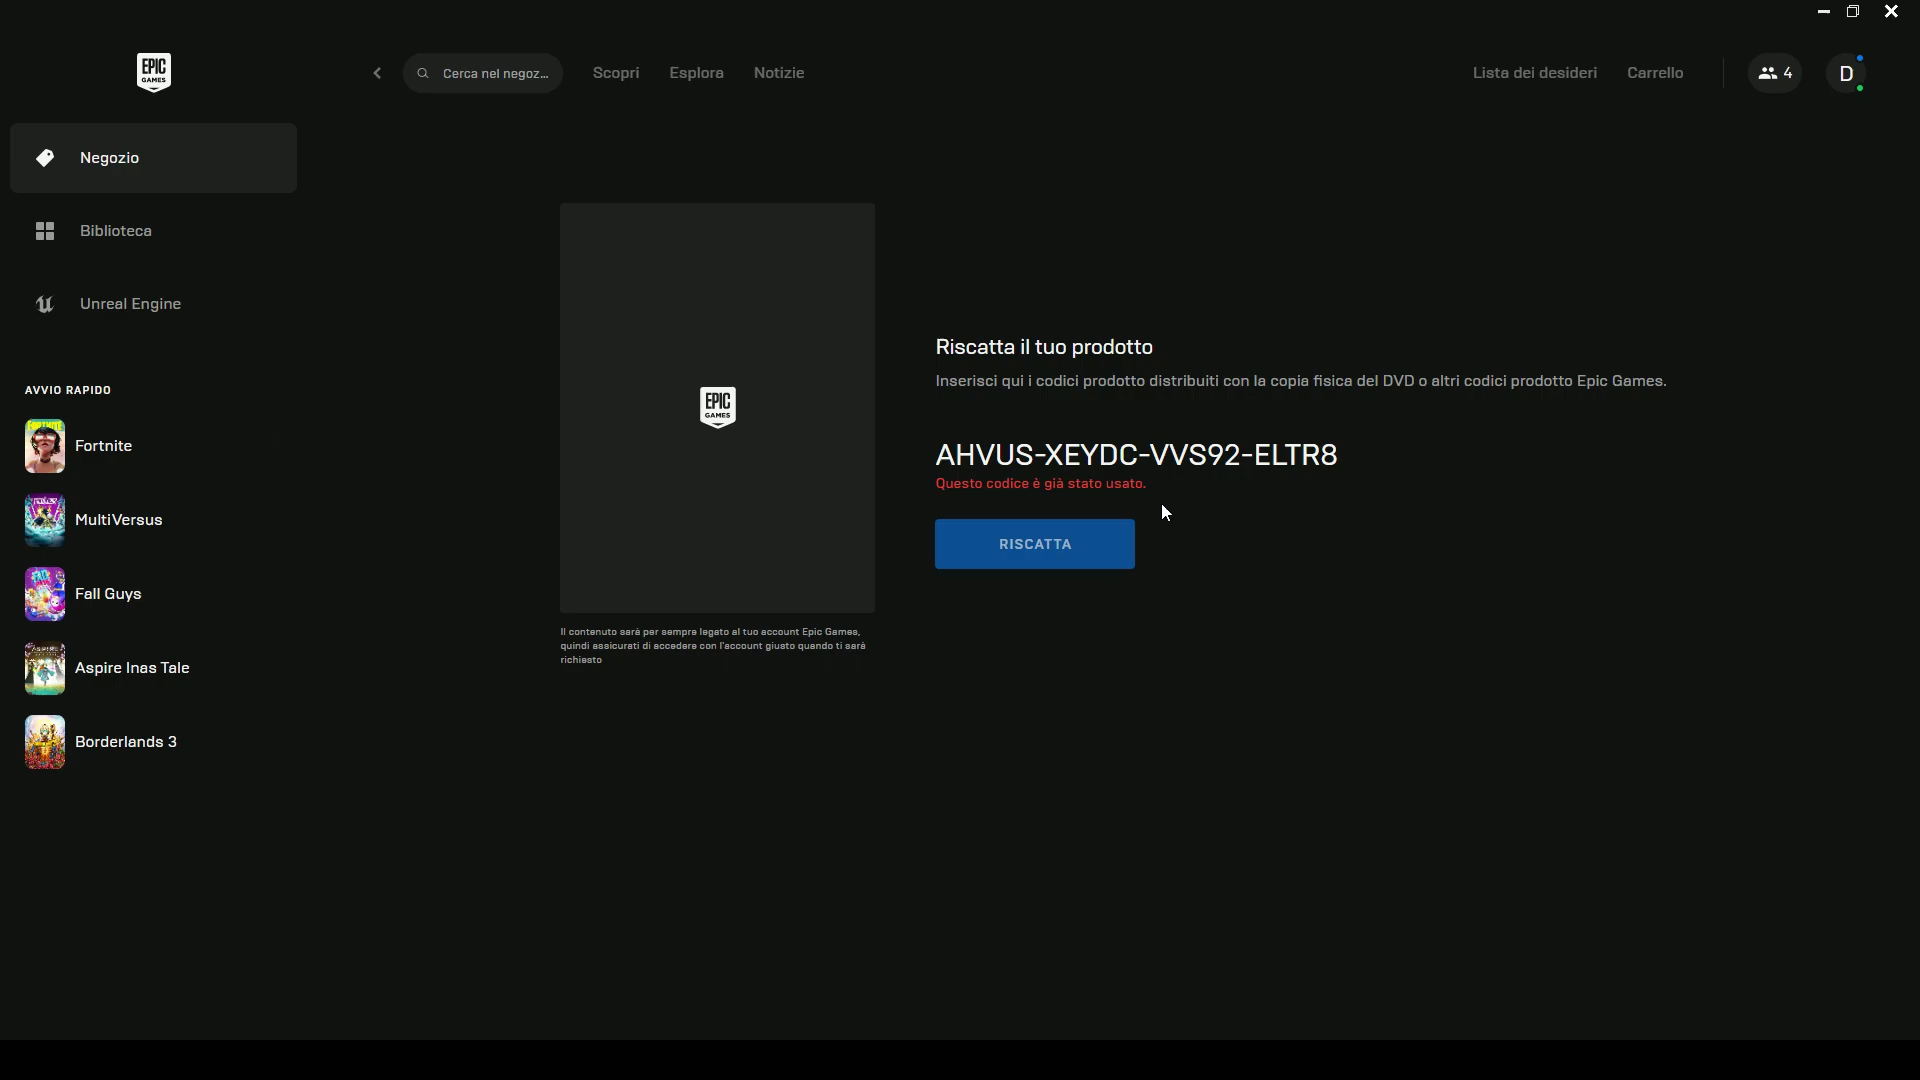 EPIC
GAMES
Cerca nel negoz...
Scopri
Esplora
Notizie
Lista dei desideri
Carrello
4
D
Negozio
Biblioteca
Unreal Engine
AVVIO RAPIDO
Fortnite
MultiVersus
Fall Guys
Aspire Inas Tale
Borderlands 3
EPIC
GAMES
Il contenuto sarà per sempre legato al tuo account Epic Games,
quindi assicurati di accedere con l'account giusto quando ti sarà
richiesto
Riscatta il tuo prodotto
Inserisci qui i codici prodotto distribuiti con la copia fisica del DVD o altri codici prodotto Epic Games.
AHVUS-XEYDC-VVS92-ELTR8
Questo codice è già stato usato.
RISCATTA